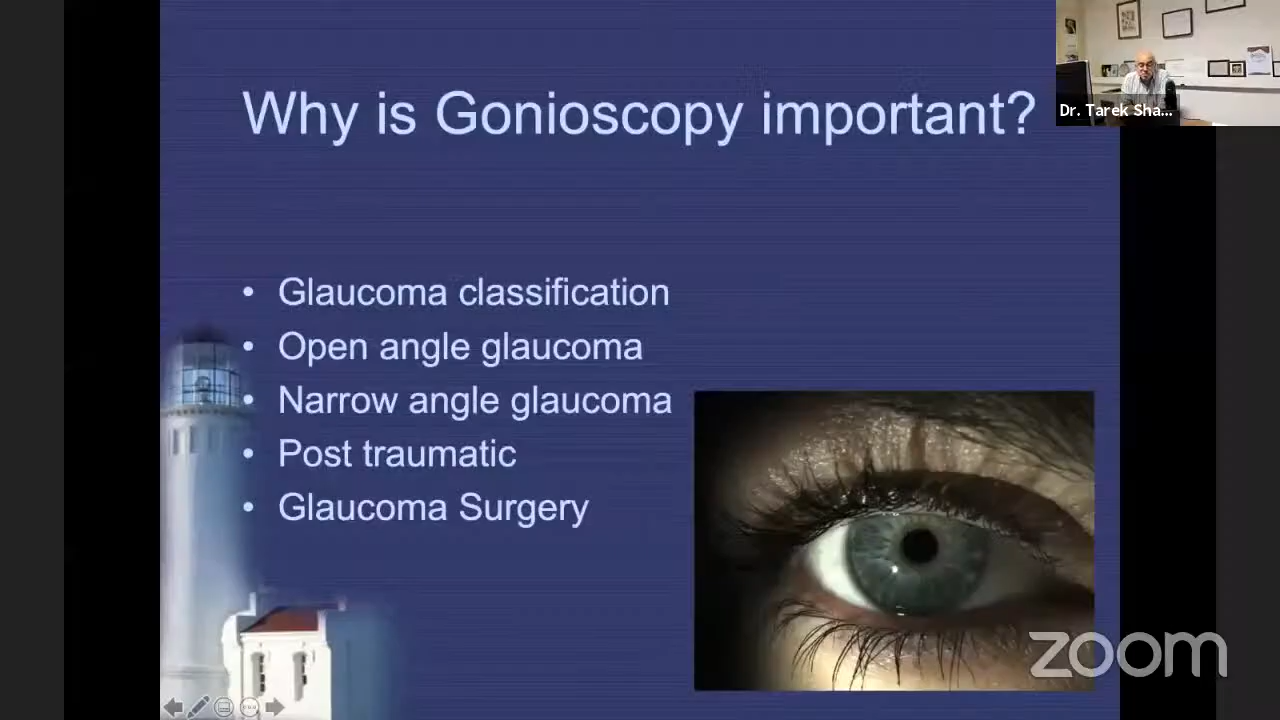 Why is Gonioscopy important?
Dr. Tarek Sha...
• Glaucoma classification
• Open angle glaucoma
• Narrow angle glaucoma
• Post traumatic
• Glaucoma Surgery
zoom